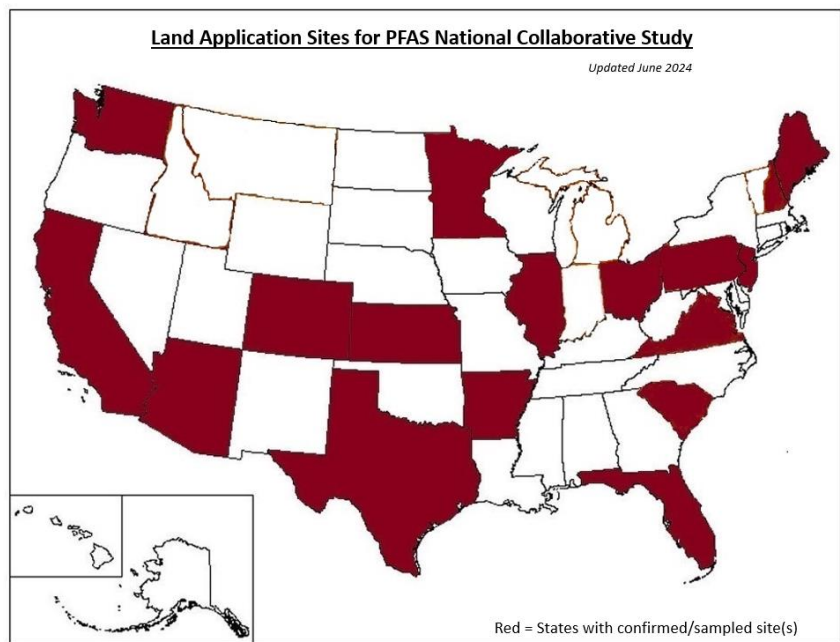 Land Application Sites for PFAS National Collaborative Study
Updated June 2024
Red = States with confirmed/sampled site(s)